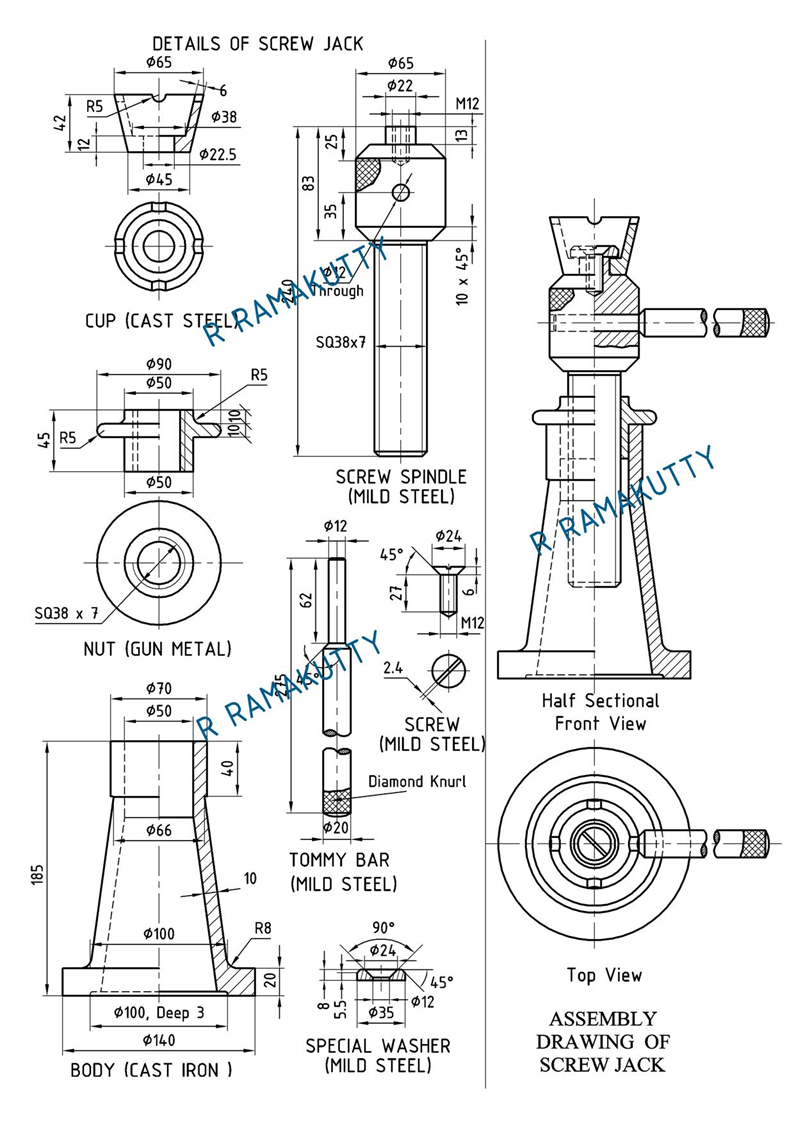 DETAILS OF SCREW JACK
Φ65
6
R5
Φ38
42
12
Φ22.5
Φ45
CUP (CAST STEEL)
Φ65
Φ22
M12
13
25
83
35
240
Φ12
Through
10 x 45°
SQ38x7
SCREW SPINDLE
(MILD STEEL)
R RAMAKUTTY
Φ90
Φ50
R5
10
10
45
R5
Φ50
SQ38 x 7
NUT (GUN METAL)
Φ12
62
275
45°
Diamond Knurl
Φ20
TOMMY BAR
(MILD STEEL)
R RAMAKUTTY
Φ24
45°
27
6
M12
2.4
SCREW
(MILD STEEL)
Φ70
Φ50
40
Φ66
185
10
Φ100
R8
20
Φ100, Deep 3
Φ140
BODY (CAST IRON )
90°
Φ24
45°
8
5.5
Φ12
Φ35
SPECIAL WASHER
(MILD STEEL)
R RAMAKUTTY
Half Sectional
Front View
Top View
ASSEMBLY
DRAWING OF
SCREW JACK